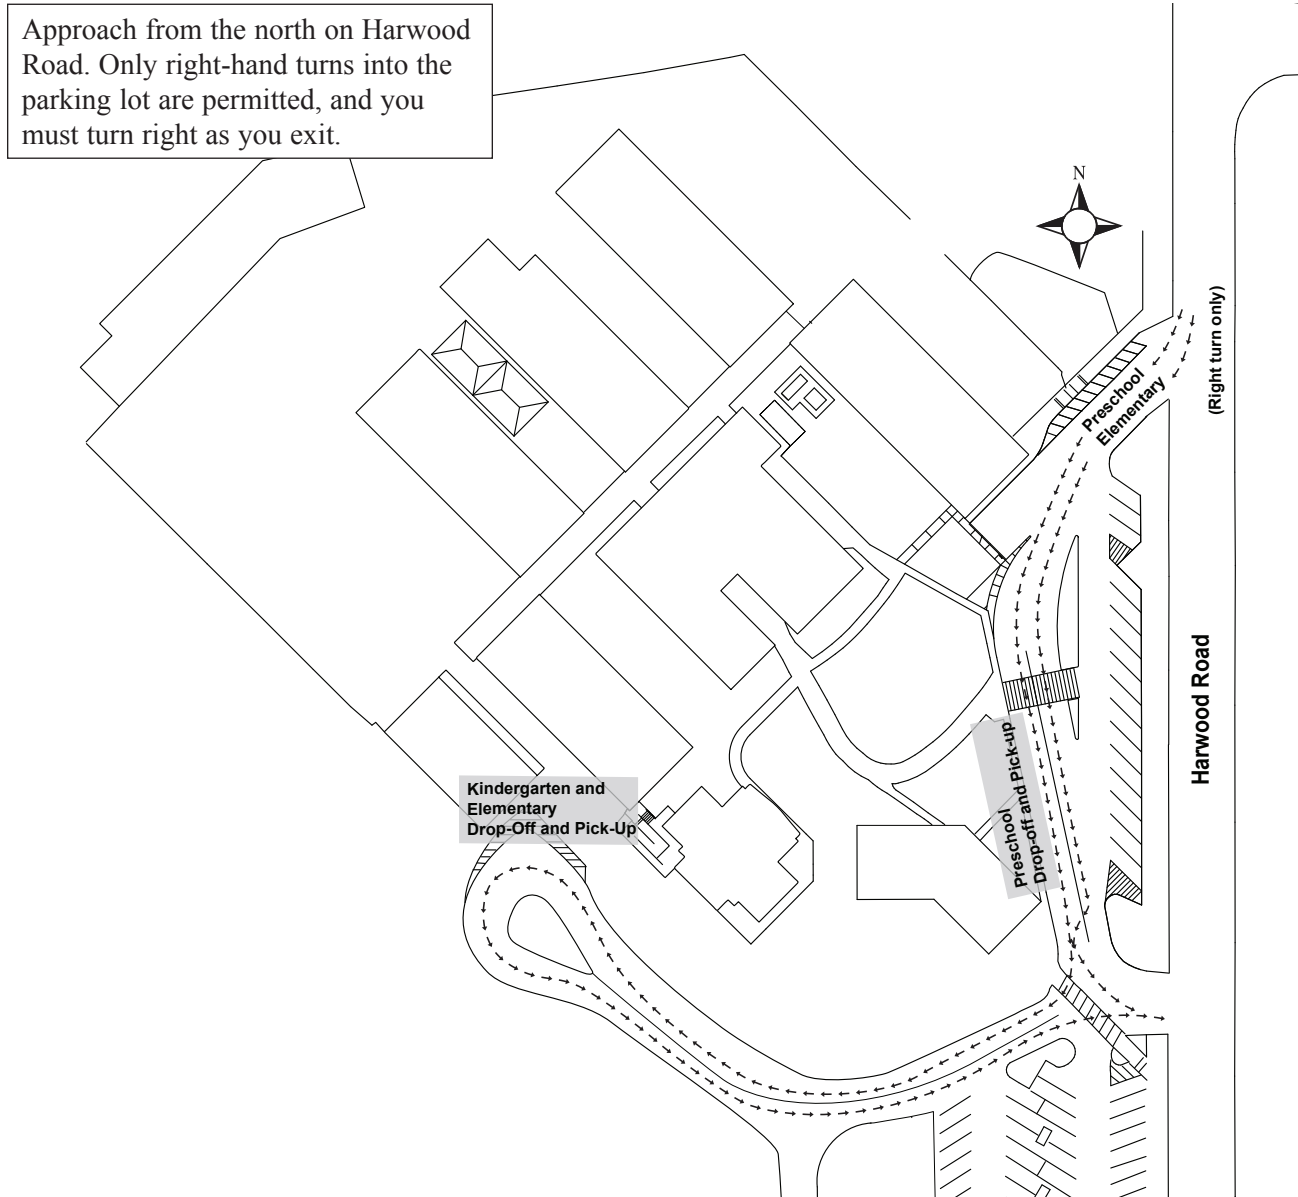 Approach from the north on Harwood
Road. Only right-hand turns into the
parking lot are permitted, and you
must turn right as you exit.
N
(Right turn only)
Preschool
Elementary
Harwood Road
Preschool
Drop-off and Pick-up
Kindergarten and
Elementary
Drop-Off and Pick-Up